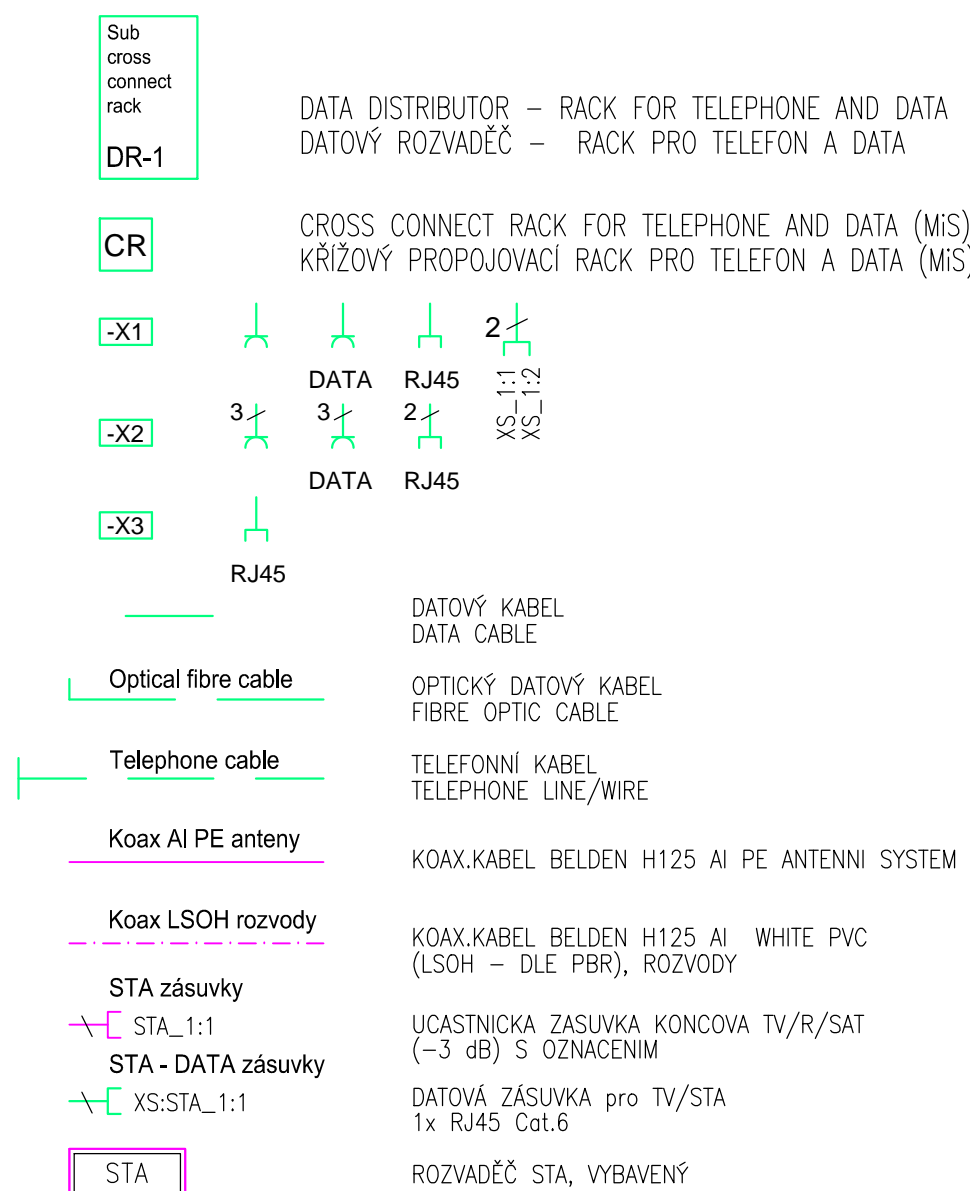 Sub
cross
connect
rack
DR-1
DATA DISTRIBUTOR – RACK FOR TELEPHONE AND DATA
DATOVÝ ROZVADĚČ – RACK PRO TELEFON A DATA
CR
CROSS CONNECT RACK FOR TELEPHONE AND DATA (MiS)
KŘÍŽOVÝ PROPOJOVACÍ RACK PRO TELEFON A DATA (MiS)
-X1
2
DATA RJ45
XS_1:1
XS_1:2
-X2
3 3 2
DATA RJ45
-X3
RJ45
DATOVÝ KABEL
DATA CABLE
Optical fibre cable
OPTICKÝ DATOVÝ KABEL
FIBRE OPTIC CABLE
Telephone cable
TELEFONNÍ KABEL
TELEPHONE LINE/WIRE
Koax Al PE anteny
KOAX.KABEL BELDEN H125 Al PE ANTENNI SYSTEM
Koax LSOH rozvody
KOAX.KABEL BELDEN H125 Al WHITE PVC
(LSOH – DLE PBR), ROZVODY
STA zásuvky
STA_1:1
UCASTNICKA ZASUVKA KONCOVA TV/R/SAT
(–3 dB) S OZNACENIM
STA - DATA zásuvky
XS:STA_1:1
DATOVÁ ZÁSUVKA pro TV/STA
1x RJ45 Cat.6
STA
ROZVADĚČ STA, VYBAVENÝ